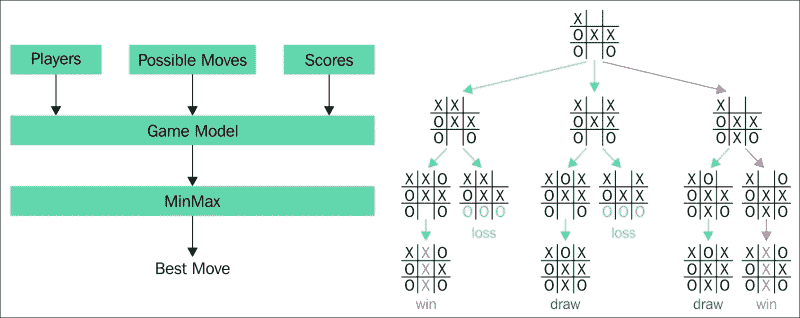 Players
Possible Moves
Scores
Game Model
MinMax
Best Move
X
O X X
O O
X X
O X X
O O
X X
O X X
O O
X
O X X
O X O
X X O
O X X
O O
X X
O X X
O O O
loss
X O X
O X X
O O
X X
O X X
O O O
loss
X O
O X X
O X O
X O
O X X
O X O
X X O
O X X
O X O
win
X O X
O X X
O X O
draw
X O X
O X X
O X O
draw
X X O
O X X
O X O
win